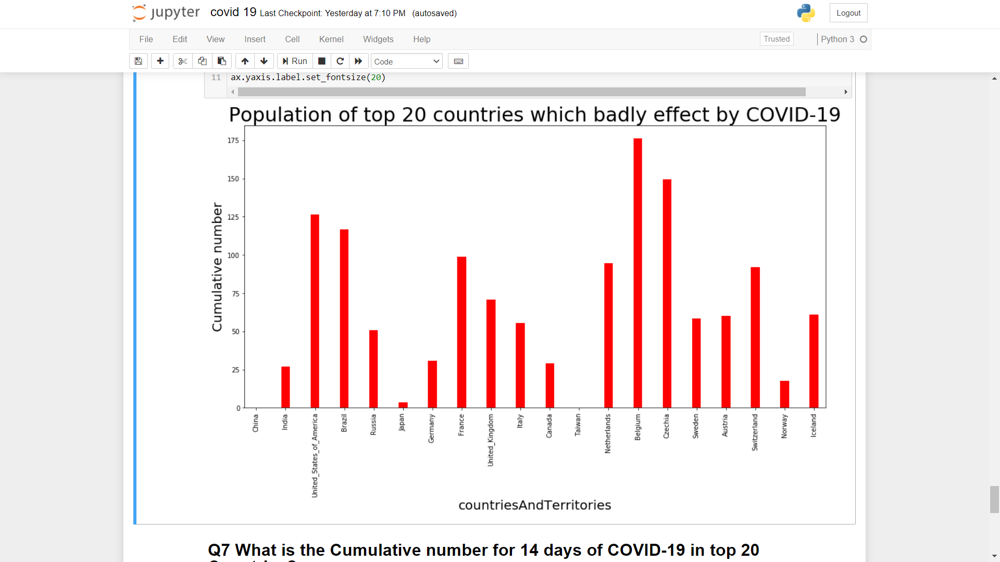 jupyter covid 19 Last Checkpoint: Yesterday at 7:10 PM (autosaved) Logout
File Edit View Insert Cell Kernel Widgets Help Trusted Python 3
Run Code
11 ax.yaxis.label.set_fontsize(20)
Population of top 20 countries which badly effect by COVID-19
175
150
125
100
75
50
25
0
Cumulative number
China
India
United_States_of_America
Brazil
Russia
Japan
Germany
France
United_Kingdom
Italy
Canada
Taiwan
Netherlands
Belgium
Czechia
Sweden
Austria
Switzerland
Norway
Iceland
countriesAndTerritories
Q7 What is the Cumulative number for 14 days of COVID-19 in top 20